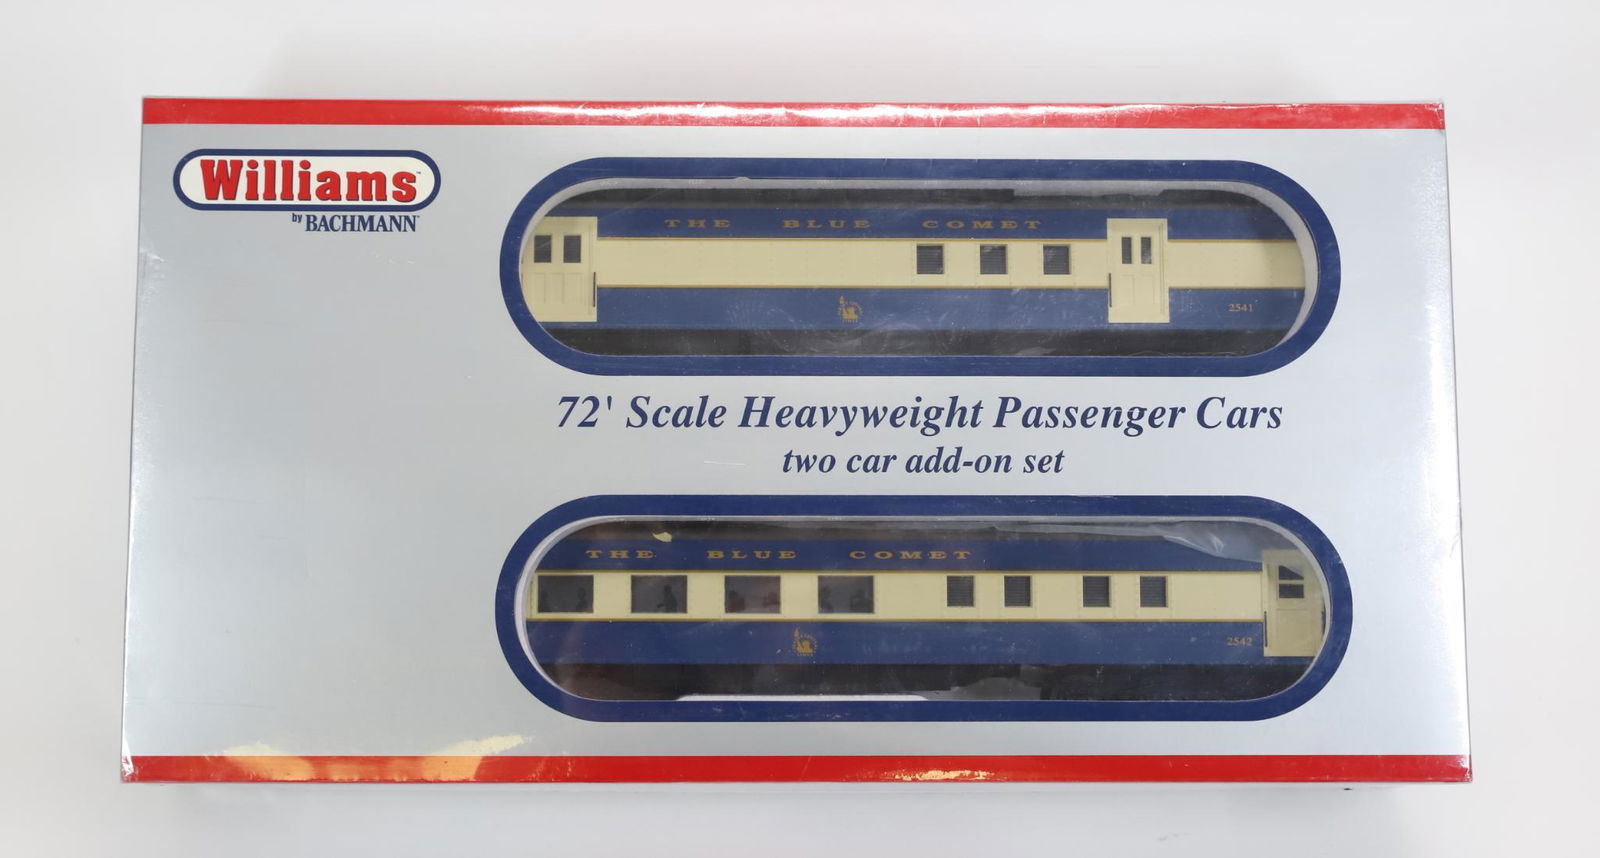 Williams
by BACHMANN
THE BLUE COMET
2541
72' Scale Heavyweight Passenger Cars
two car add-on set
THE BLUE COMET
2542